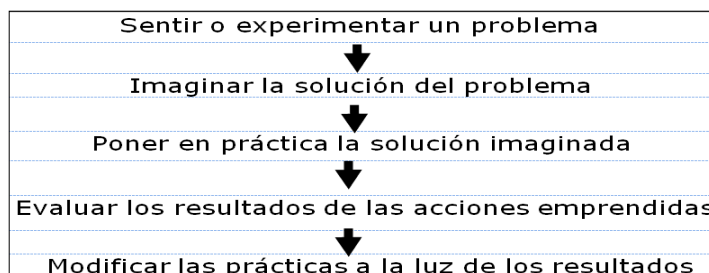 Sentir o experimentar un problema
Imaginar la solución del problema
Poner en práctica la solución imaginada
Evaluar los resultados de las acciones emprendidas
Modificar las prácticas a la luz de los resultados